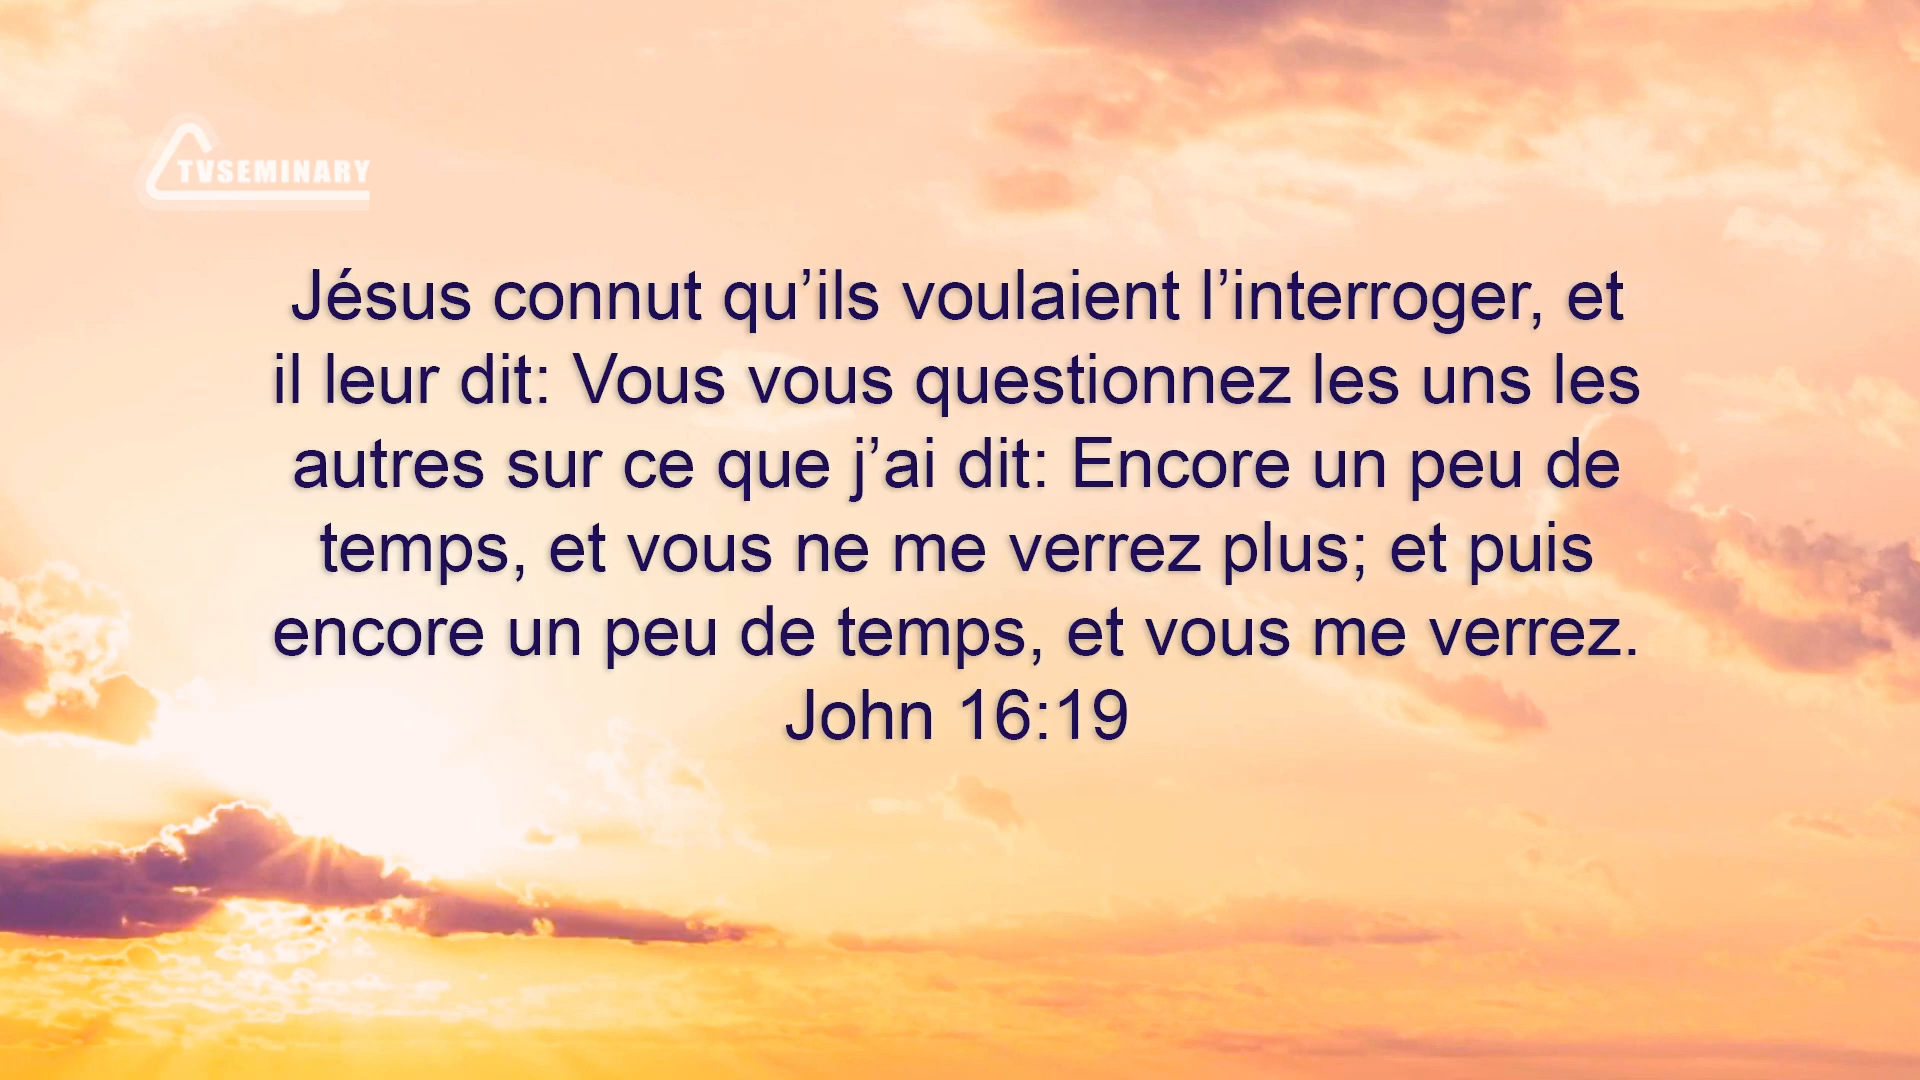 TVSEMINARY
Jésus connut qu’ils voulaient l’interroger, et
il leur dit: Vous vous questionnez les uns les
autres sur ce que j’ai dit: Encore un peu de
temps, et vous ne me verrez plus; et puis
encore un peu de temps, et vous me verrez.
John 16:19